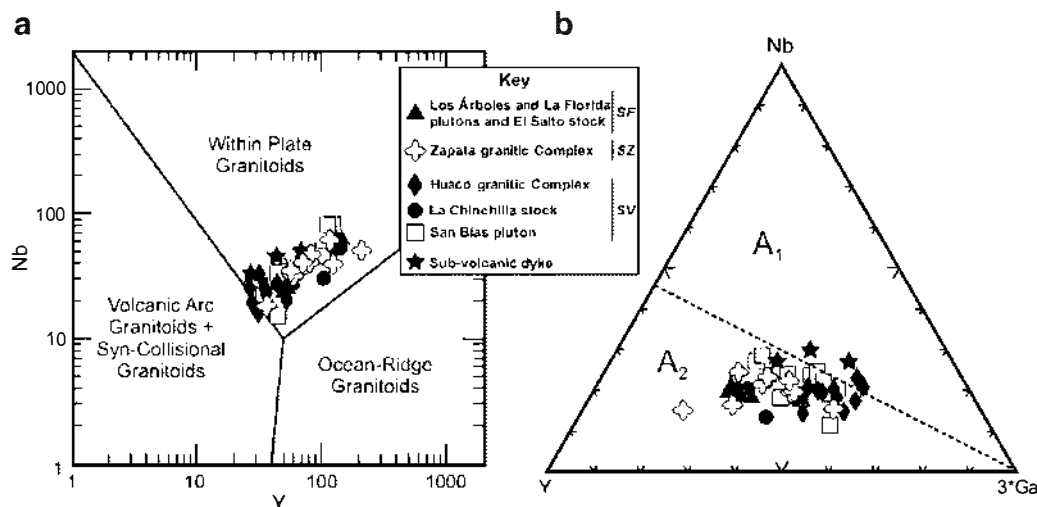 a
b
1000
100
10
1
Nb
Within Plate
Granitoids
Volcanic Arc
Granitoids +
Syn-Collisional
Granitoids
Ocean-Ridge
Granitoids
1
10
100
1000
Y
Key
Los Árboles and La Florida
plutons and El Salto stock
SF
Zapata granitic Complex
SZ
Huaco granitic Complex
La Chinchilla stock
SV
San Blas pluton
Sub-volcanic dyke
Nb
A1
A2
Y
3*Ga